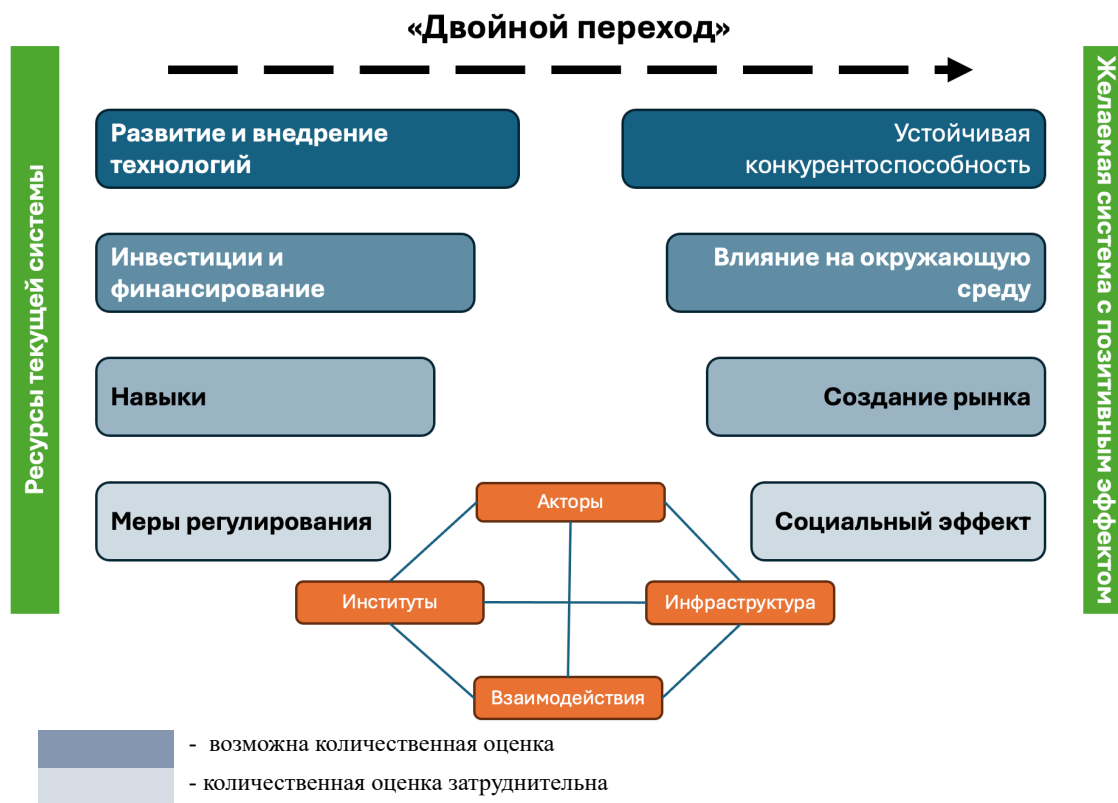 «Двойной переход»
Ресурсы текущей системы
Развитие и внедрение
технологий
Инвестиции и
финансирование
Навыки
Меры регулирования
Устойчивая
конкурентоспособность
Влияние на окружающую
среду
Создание рынка
Социальный эффект
Желаемая система с позитивным эффектом
Акторы
Институты
Инфраструктура
Взаимодействия
- возможна количественная оценка
- количественная оценка затруднительна